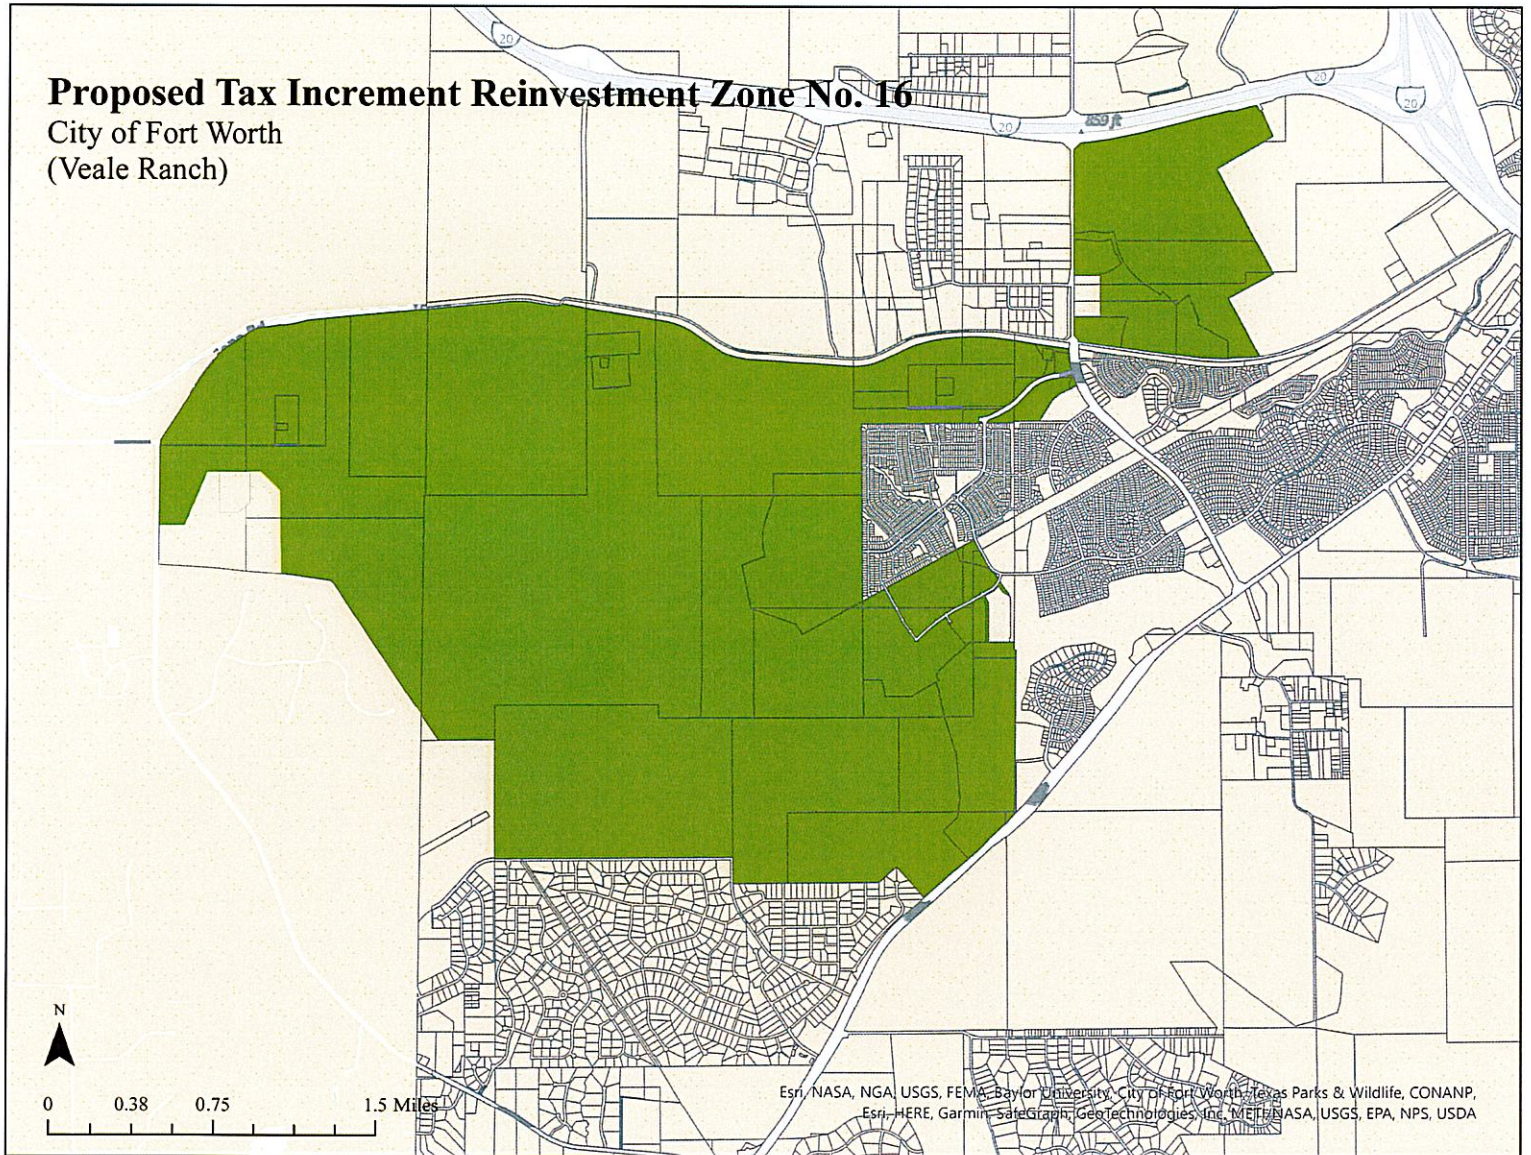 20
Proposed Tax Increment Reinvestment Zone No. 16
City of Fort Worth
(Veale Ranch)
20
20
20
859 ft
N
0 0.38 0.75 1.5 Miles
Esri, NASA, NGA, USGS, FEMA, Baylor University, City of Fort Worth, Texas Parks & Wildlife, CONANP,
Esri, HERE, Garmin, SafeGraph, GeoTechnologies, Inc, METI/NASA, USGS, EPA, NPS, USDA